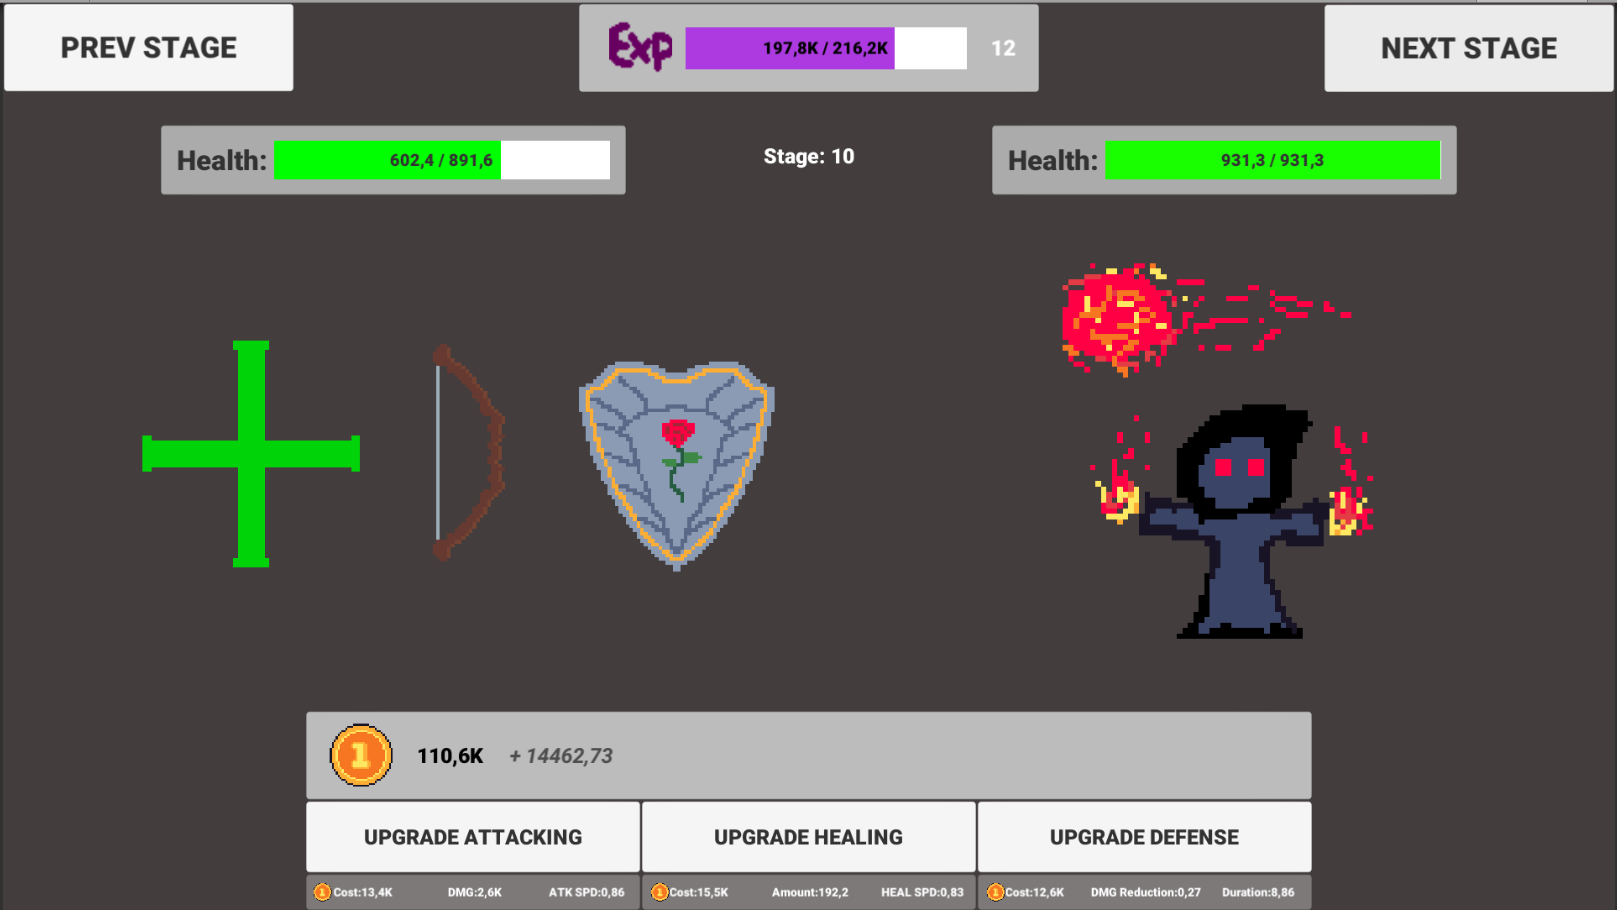 PREV STAGE
Exp
197,8K / 216,2K
12
NEXT STAGE
Health:
602,4 / 891,6
Stage: 10
Health:
931,3 / 931,3
1
110,6K
+ 14462,73
UPGRADE ATTACKING
UPGRADE HEALING
UPGRADE DEFENSE
1 Cost:13,4K
DMG:2,6K
ATK SPD:0,86
1 Cost:15,5K
Amount:192,2
HEAL SPD:0,83
1 Cost:12,6K
DMG Reduction:0,27
Duration:8,86